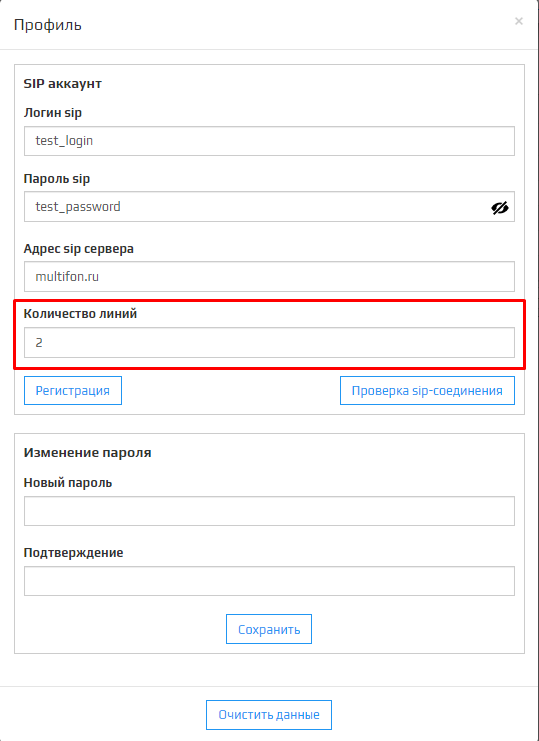 Профиль
×
SIP аккаунт
Логин sip
test_login
Пароль sip
test_password
Адрес sip сервера
multifon.ru
Количество линий
2
Регистрация Проверка sip-соединения
Изменение пароля
Новый пароль
Подтверждение
Сохранить
Очистить данные